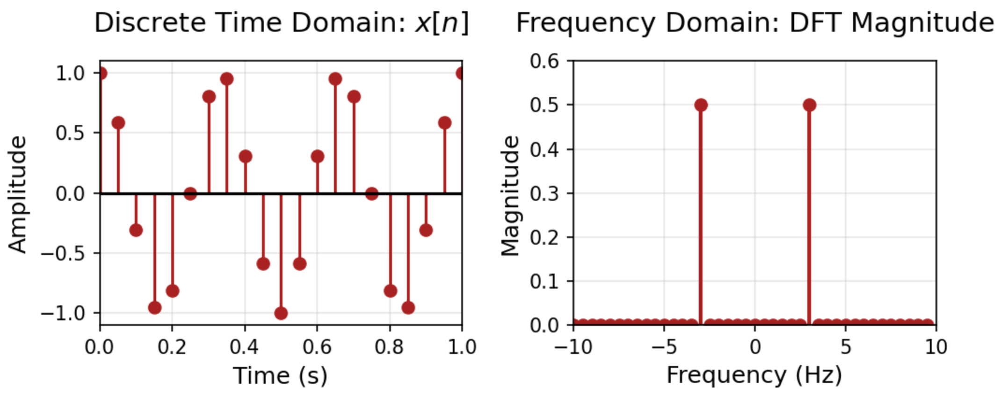 Discrete Time Domain: x[n]
1.0
0.5
0.0
−0.5
−1.0
Amplitude
0.0 0.2 0.4 0.6 0.8 1.0
Time (s)
Frequency Domain: DFT Magnitude
0.6
0.5
0.4
0.3
0.2
0.1
0.0
Magnitude
−10 −5 0 5 10
Frequency (Hz)